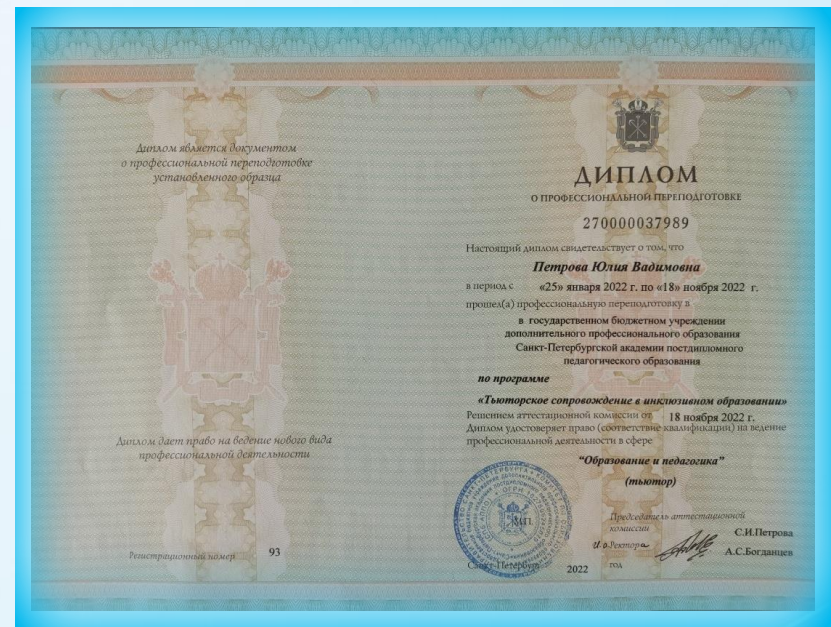 Диплом является документом
о профессиональной переподготовке
установленного образца
Диплом дает право на ведение нового вида
профессиональной деятельности
Регистрационный номер 93
ДИПЛОМ
О ПРОФЕССИОНАЛЬНОЙ ПЕРЕПОДГОТОВКЕ
270000037989
Настоящий диплом свидетельствует о том, что
Петрова Юлия Вадимовна
в период с «25» января 2022 г. по «18» ноября 2022 г.
прошел(а) профессиональную переподготовку в
в государственном бюджетном учреждении
дополнительного профессионального образования
Санкт-Петербургской академии постдипломного
педагогического образования
по программе
«Тьюторское сопровождение в инклюзивном образовании»
Решением аттестационной комиссии от 18 ноября 2022 г.
Диплом удостоверяет право (соответствие квалификации) на ведение
профессиональной деятельности в сфере
“Образование и педагогика”
(тьютор)
М.П.
Председатель аттестационной
комиссии С.И.Петрова
И.о.Ректора А.С.Богданцев
Санкт-Петербург 2022 год